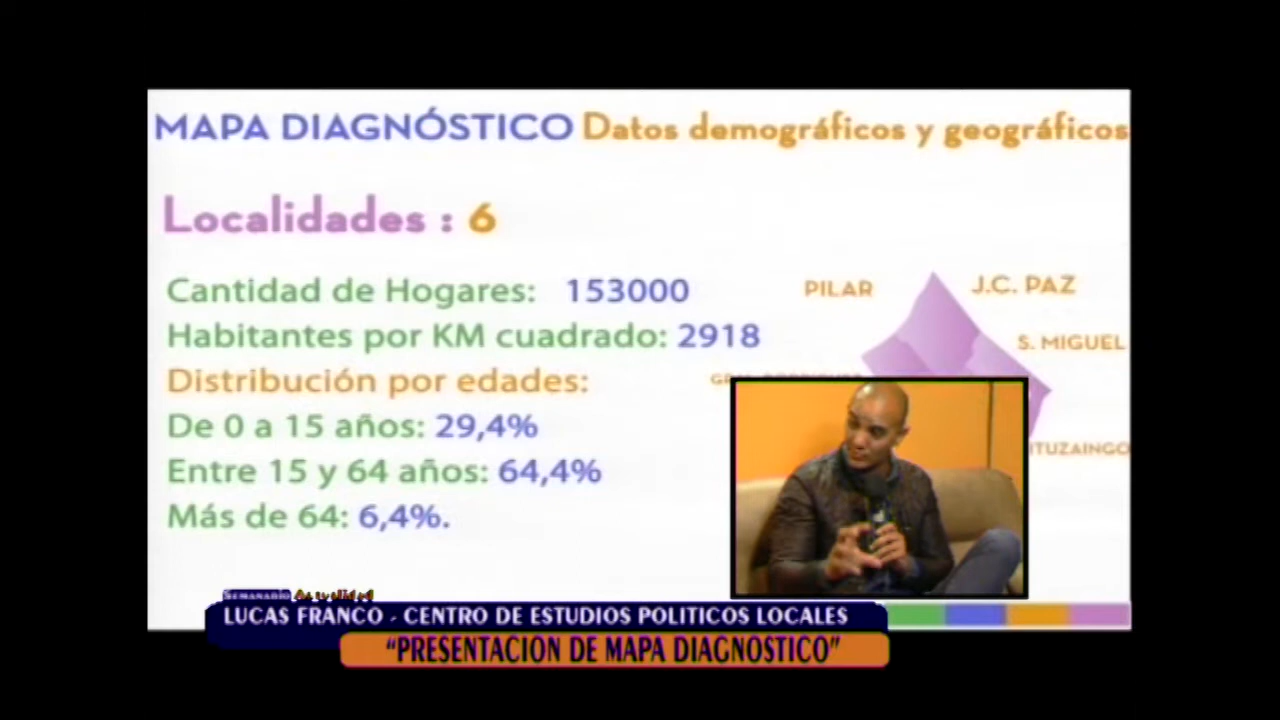 MAPA DIAGNÓSTICO Datos demográficos y geográficos
Localidades : 6
Cantidad de Hogares: 153000
Habitantes por KM cuadrado: 2918
Distribución por edades:
De 0 a 15 años: 29,4%
Entre 15 y 64 años: 64,4%
Más de 64: 6,4%.
PILAR
J.C. PAZ
S. MIGUEL
ITUZAINGO
SEMANARIO Actualidad
LUCAS FRANCO - CENTRO DE ESTUDIOS POLITICOS LOCALES
“PRESENTACION DE MAPA DIAGNOSTICO”